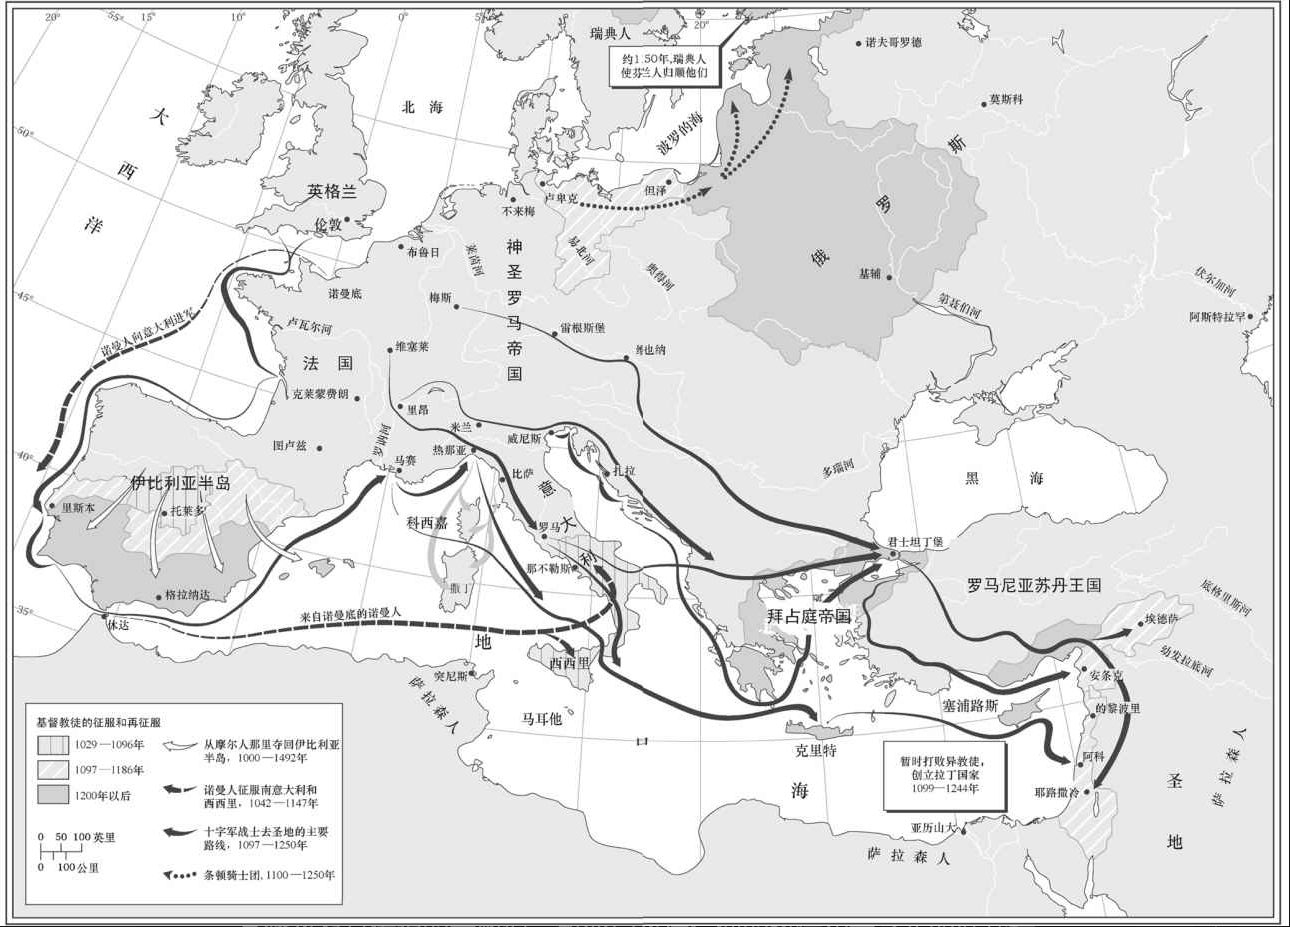 20°
15°
10°
0°
5°
20°
瑞典人
约1.50年,瑞典人
使芬兰人归顺他们
诺夫哥罗德
莫斯科
大
西
洋
北 海
波罗的海
50°
45°
40°
35°
英格兰
伦敦
卢卑克
但泽
不来梅
布鲁日
莱茵河
易北河
奥得河
神圣罗马帝国
俄
罗
斯
基辅
第聂伯河
伏尔加河
阿斯特拉罕
诺曼底
诺曼人向意大利进军
卢瓦尔河
梅斯
雷根斯堡
维也纳
法 国
维塞莱
克莱蒙费朗
里昂
米兰
威尼斯
图卢兹
热那亚
马赛
比萨
扎拉
多瑙河
黑 海
伊比利亚半岛
里斯本
托莱多
科西嘉
意
大
利
罗马
那不勒斯
君士坦丁堡
罗马尼亚苏丹王国
底格里斯河
格拉纳达
休达
来自诺曼底的诺曼人
拜占庭帝国
埃德萨
幼发拉底河
地
西西里
突尼斯
萨拉森人
马耳他
安条克
塞浦路斯
的黎波里
克里特
阿科
海
暂时打败异教徒,
创立拉丁国家
1099—1244年
耶路撒冷
圣
地
萨拉森人
亚历山大
萨拉森人
基督教徒的征服和再征服
1029—1096年
1097—1186年
1200年以后
从摩尔人那里夺回伊比利亚
半岛，1000—1492年
诺曼人征服南意大利和
西西里，1042—1147年
十字军战士去圣地的主要
路线，1097—1250年
条顿骑士团,1100—1250年
0 50 100 英里
0 100公里